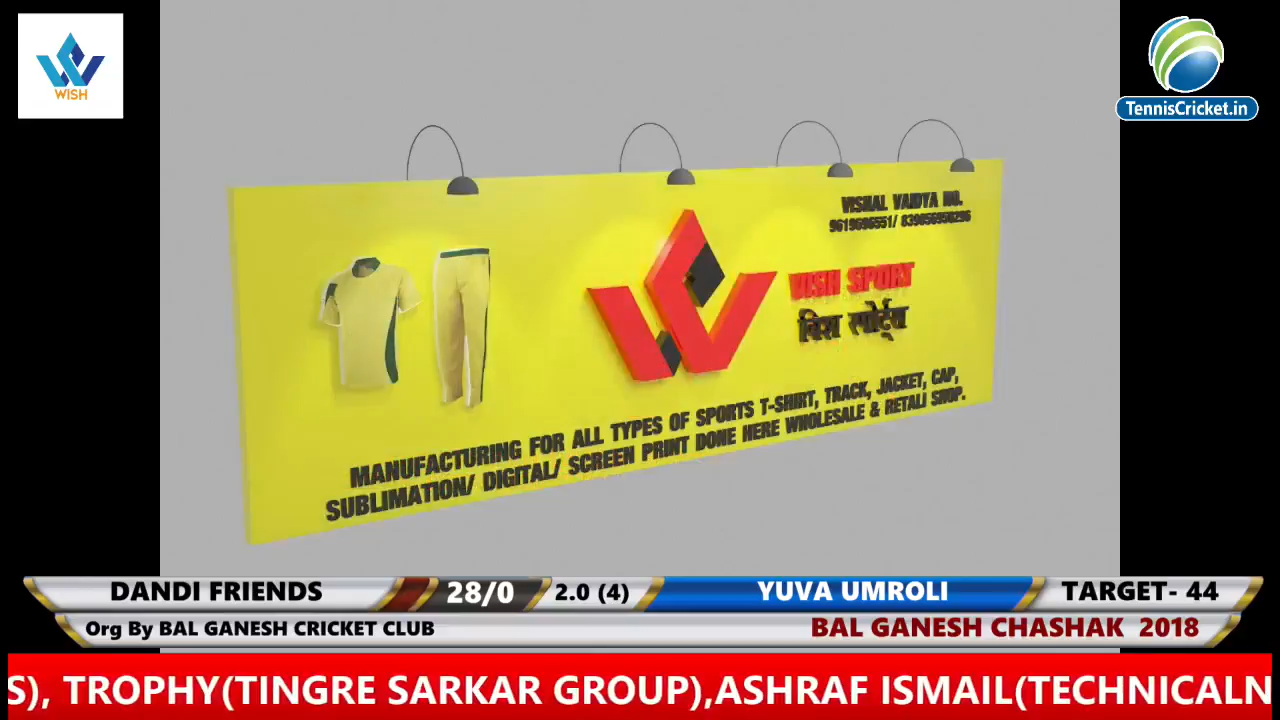 WISH
TennisCricket.in
VISHAL VAIDYA NO.
WISH SPORT
विश स्पोर्ट्स
MANUFACTURING FOR ALL TYPES OF SPORTS T-SHIRT, TRACK, JACKET, CAP,
SUBLIMATION/ DIGITAL/ SCREEN PRINT DONE HERE WHOLESALE & RETALI SHOP.
DANDI FRIENDS 28/0 2.0 (4) YUVA UMROLI TARGET- 44
Org By BAL GANESH CRICKET CLUB BAL GANESH CHASHAK 2018
S), TROPHY(TINGRE SARKAR GROUP),ASHRAF ISMAIL(TECHNICALN